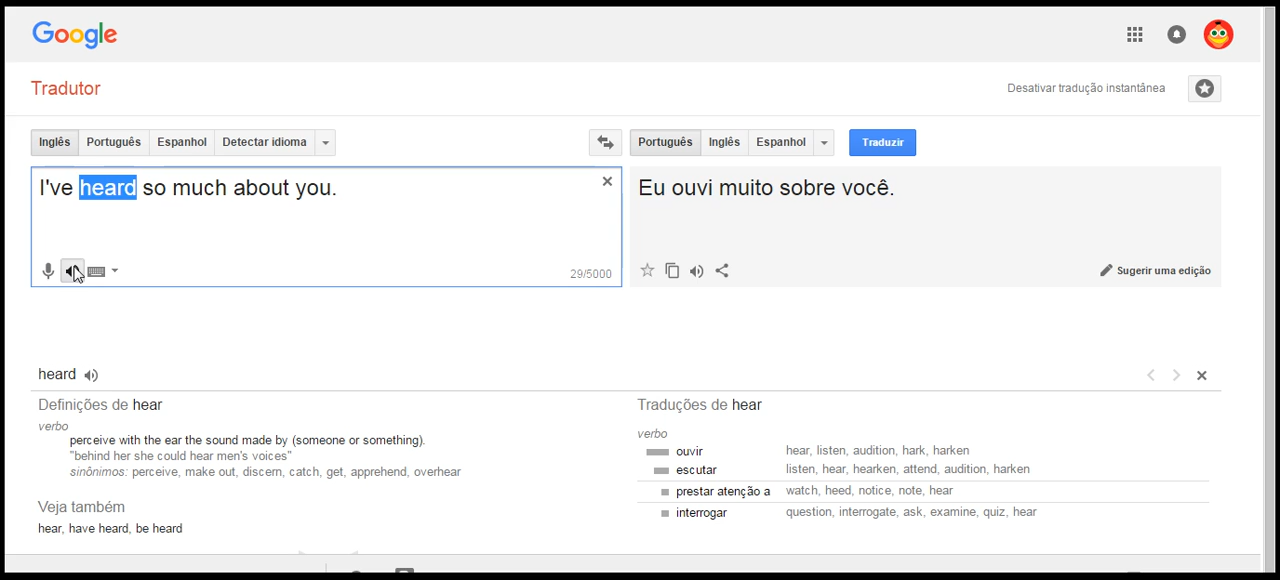 Google
Tradutor
Desativar tradução instantânea
Inglês Português Espanhol Detectar idioma
Português Inglês Espanhol Traduzir
I've heard so much about you.
Eu ouvi muito sobre você.
29/5000
Sugerir uma edição
heard
Definições de hear
verbo
perceive with the ear the sound made by (someone or something).
"behind her she could hear men's voices"
sinônimos: perceive, make out, discern, catch, get, apprehend, overhear
Veja também
hear, have heard, be heard
Traduções de hear
verbo
ouvir hear, listen, audition, hark, harken
escutar listen, hear, hearken, attend, audition, harken
prestar atenção a watch, heed, notice, note, hear
interrogar question, interrogate, ask, examine, quiz, hear